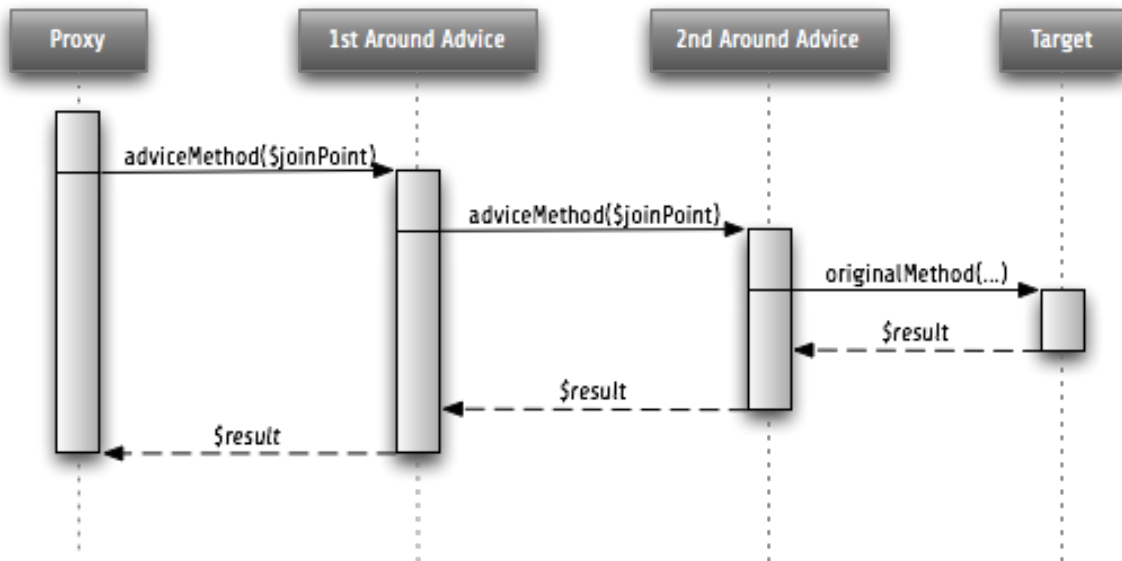 Proxy
1st Around Advice
2nd Around Advice
Target
adviceMethod($joinPoint)
adviceMethod($joinPoint)
originalMethod(...)
$result
$result
$result